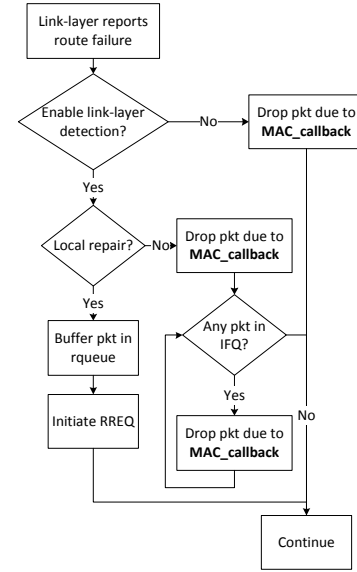 Link-layer reports
route failure
Enable link-layer
detection?
No
Drop pkt due to
MAC_callback
Yes
Local repair?
No
Drop pkt due to
MAC_callback
Yes
Any pkt in
IFQ?
Buffer pkt in
rqueue
Yes
No
Initiate RREQ
Drop pkt due to
MAC_callback
Continue